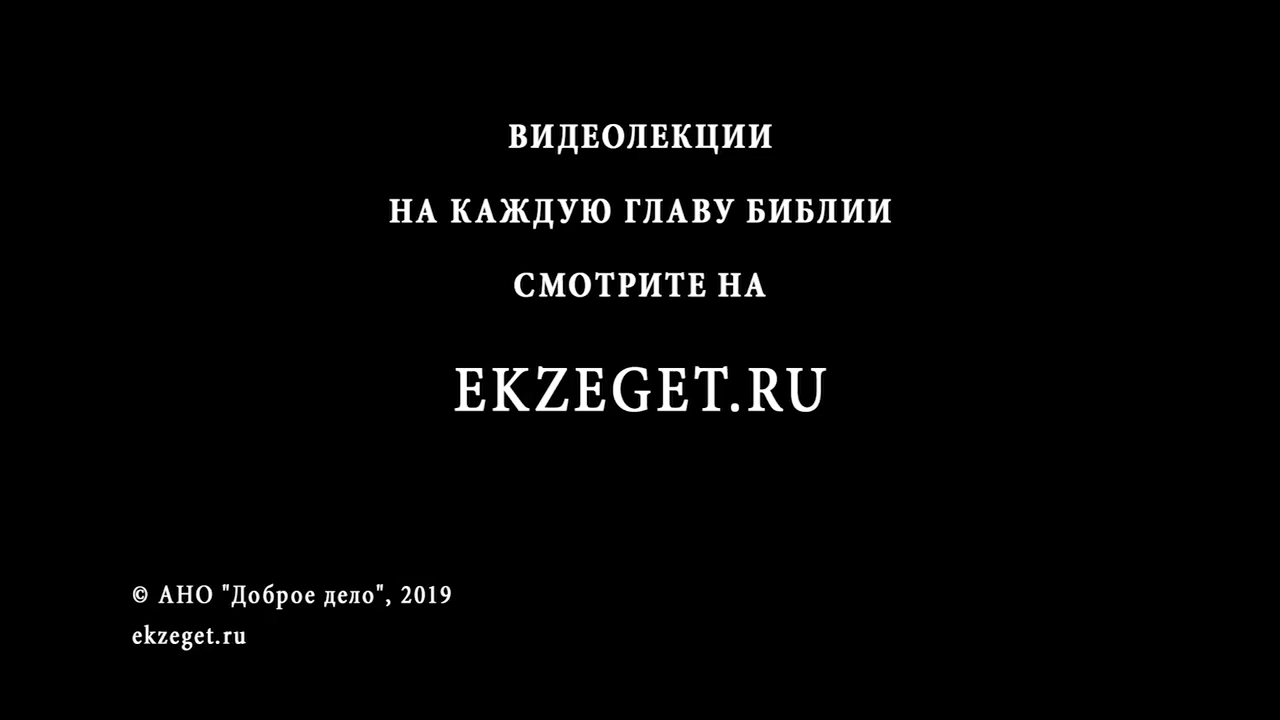 ВИДЕОЛЕКЦИИ
НА КАЖДУЮ ГЛАВУ БИБЛИИ
СМОТРИТЕ НА
EKZEGET.RU
© АНО "Доброе дело", 2019
ekzeget.ru